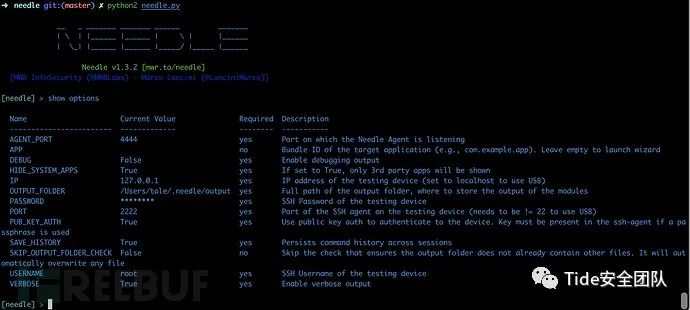 → needle git:(master) ✗ python2 needle.py
Needle v1.3.2 [mwr.to/needle]
[MWR InfoSecurity (@MWRLabs) - Marco Lancini (@LanciniMarco)]
[needle] > show options
Name Current Value Required Description
AGENT_PORT 4444 yes Port on which the Needle Agent is listening
APP no Bundle ID of the target application (e.g., com.example.app). Leave empty to launch wizard
DEBUG False yes Enable debugging output
HIDE_SYSTEM_APPS True yes If set to True, only 3rd party apps will be shown
IP 127.0.0.1 yes IP address of the testing device (set to localhost to use USB)
OUTPUT_FOLDER /Users/tale/.needle/output yes Full path of the output folder, where to store the output of the modules
PASSWORD ******** yes SSH Password of the testing device
PORT 2222 yes Port of the SSH agent on the testing device (needs to be != 22 to use USB)
PUB_KEY_AUTH True yes Use public key auth to authenticate to the device. Key must be present in the ssh-agent if a pa
ssphrase is used
SAVE_HISTORY True yes Persists command history across sessions
SKIP_OUTPUT_FOLDER_CHECK False no Skip the check that ensures the output folder does not already contain other files. It will aut
omatically overwrite any file
USERNAME root yes SSH Username of the testing device
VERBOSE True yes Enable verbose output
[needle] >
REEBUF
Tide安全团队